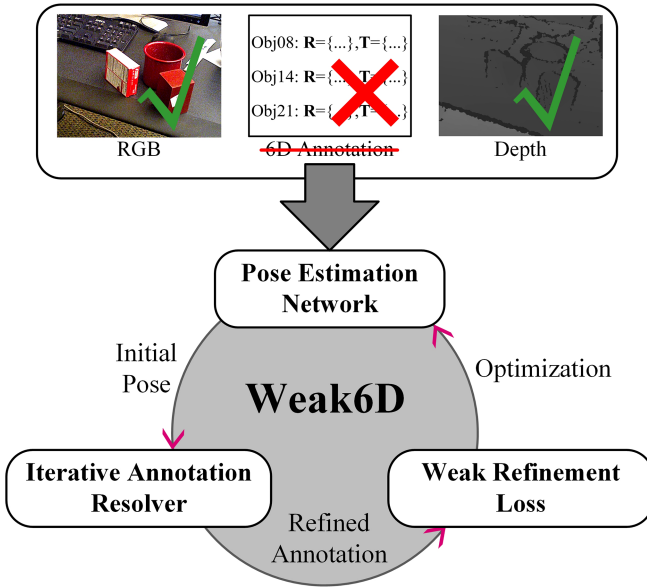 Obj08: R={...},T={...}
Obj14: R={...},T={...}
Obj21: R={...},T={...}
RGB
6D Annotation
Depth
Pose Estimation
Network
Initial
Pose
Optimization
Weak6D
Iterative Annotation
Resolver
Weak Refinement
Loss
Refined
Annotation